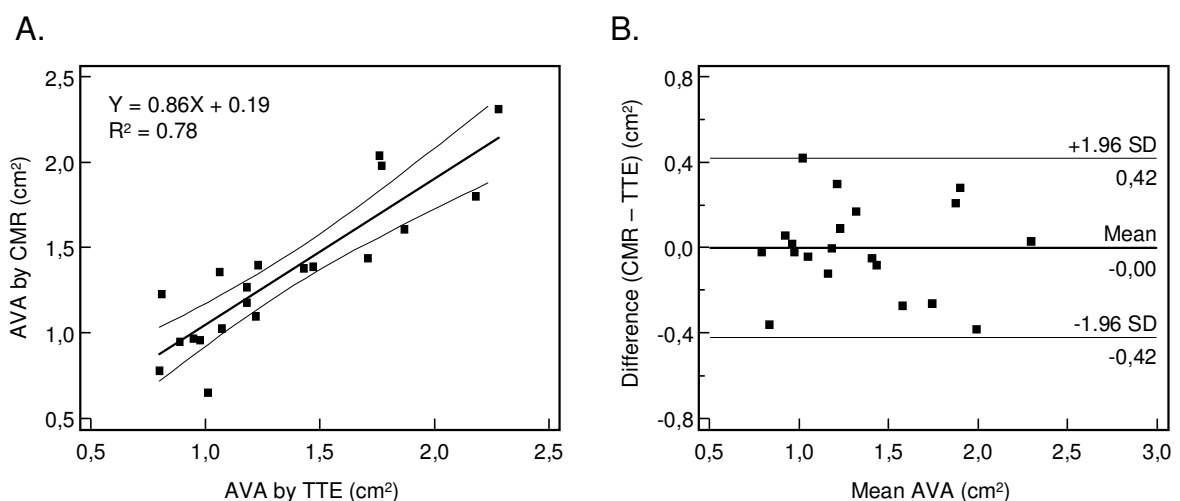 A.
Y = 0.86X + 0.19
R² = 0.78
AVA by CMR (cm²)
2,5
2,0
1,5
1,0
0,5
0,5 1,0 1,5 2,0 2,5
AVA by TTE (cm²)
B.
Difference (CMR – TTE) (cm²)
0,8
0,4
0,0
-0,4
-0,8
+1.96 SD
0,42
Mean
-0,00
-1.96 SD
-0,42
0,5 1,0 1,5 2,0 2,5 3,0
Mean AVA (cm²)